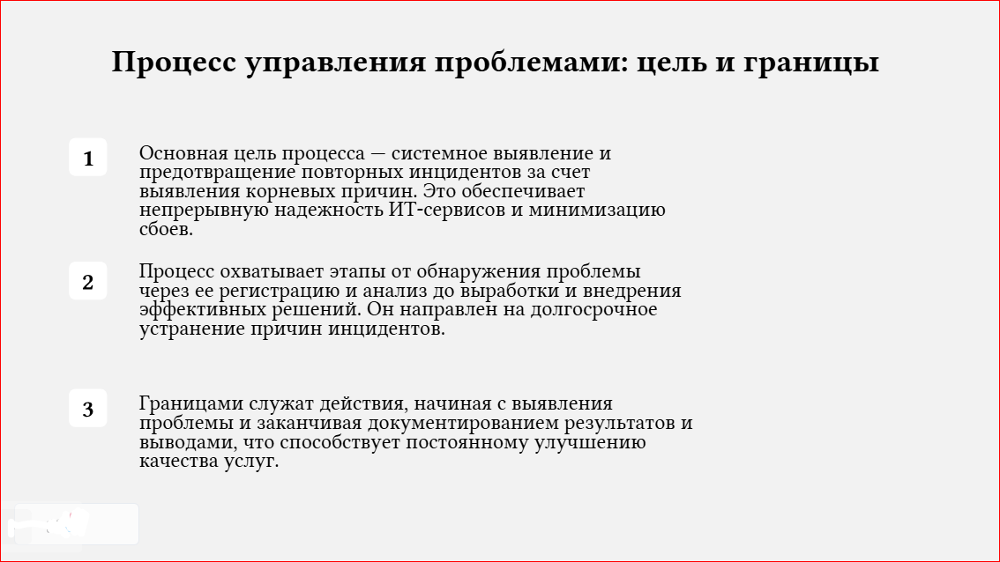 Процесс управления проблемами: цель и границы
1
Основная цель процесса — системное выявление и
предотвращение повторных инцидентов за счет
выявления корневых причин. Это обеспечивает
непрерывную надежность ИТ-сервисов и минимизацию
сбоев.
2
Процесс охватывает этапы от обнаружения проблемы
через ее регистрацию и анализ до выработки и внедрения
эффективных решений. Он направлен на долгосрочное
устранение причин инцидентов.
3
Границами служат действия, начиная с выявления
проблемы и заканчивая документированием результатов и
выводами, что способствует постоянному улучшению
качества услуг.